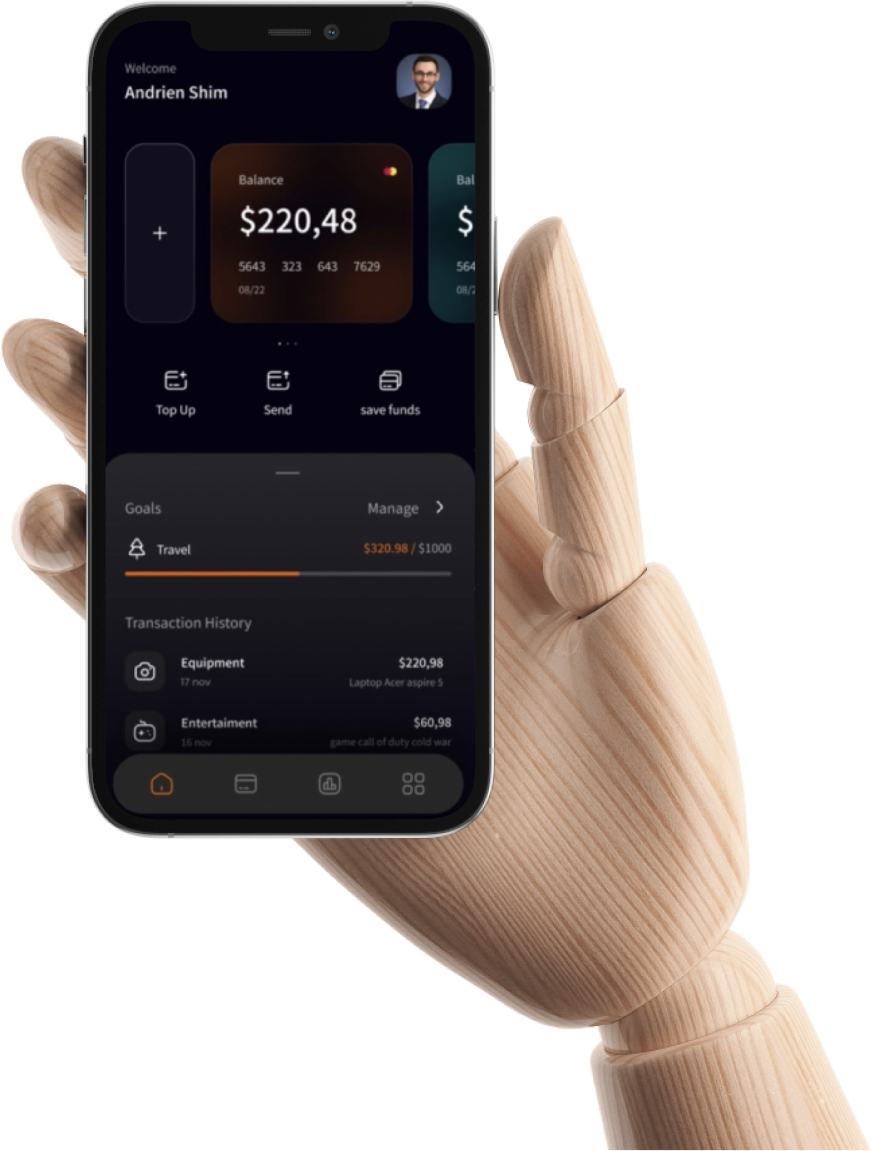 Welcome
Andrien Shim
Balance
$220,48
5643 323 643 7629
08/22
Bal
$
564
08/2
Top Up
Send
save funds
Goals
Manage
Travel
$320.98 / $1000
Transaction History
Equipment
$220,98
17 nov
Laptop Acer aspire 5
Entertaiment
$60,98
16 nov
game call of duty cold war